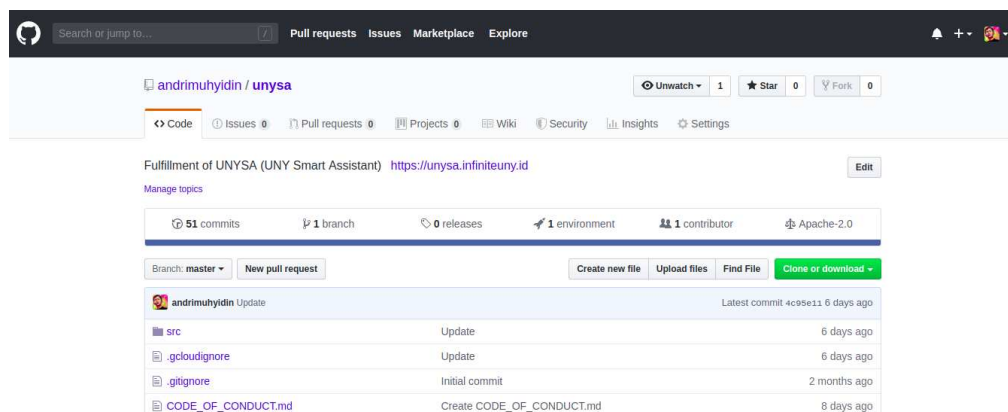 Search or jump to... / Pull requests Issues Marketplace Explore
andrimuhyidin / unysa Unwatch 1 Star 0 Fork 0
Code Issues 0 Pull requests 0 Projects 0 Wiki Security Insights Settings
Fulfillment of UNYSA (UNY Smart Assistant) https://unysa.infiniteuny.id Edit
Manage topics
51 commits 1 branch 0 releases 1 environment 1 contributor Apache-2.0
Branch: master New pull request Create new file Upload files Find File Clone or download
andrimuhyidin Update Latest commit 4c95e11 6 days ago
src Update 6 days ago
.gcloudignore Update 6 days ago
.gitignore Initial commit 2 months ago
CODE_OF_CONDUCT.md Create CODE_OF_CONDUCT.md 8 days ago